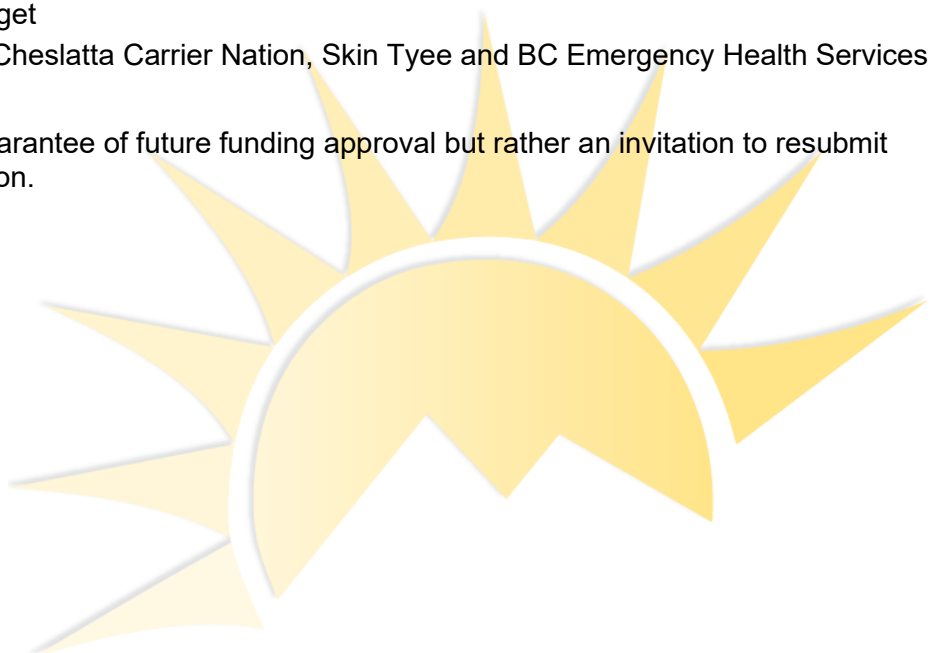 get
Cheslatta Carrier Nation, Skin Tyee and BC Emergency Health Services
arantee of future funding approval but rather an invitation to resubmit
on.